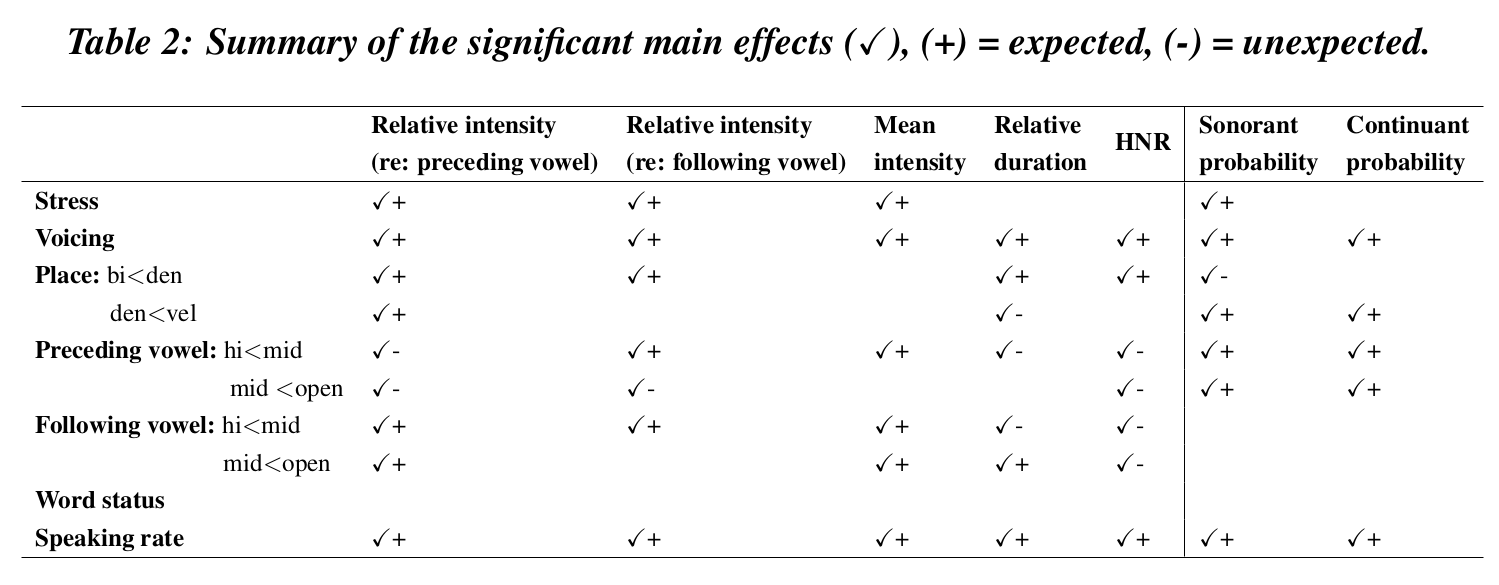 Table 2: Summary of the significant main effects (✓), (+) = expected, (-) = unexpected.
Relative intensity Relative intensity Mean Relative HNR Sonorant Continuant
(re: preceding vowel) (re: following vowel) intensity duration probability probability
Stress ✓+ ✓+ ✓+ ✓+
Voicing ✓+ ✓+ ✓+ ✓+ ✓+ ✓+ ✓+
Place: bi<den ✓+ ✓+ ✓+ ✓+ ✓-
den<vel ✓+ ✓- ✓+ ✓+
Preceding vowel: hi<mid ✓- ✓+ ✓+ ✓- ✓- ✓+ ✓+
mid <open ✓- ✓- ✓- ✓+ ✓+
Following vowel: hi<mid ✓+ ✓+ ✓+ ✓- ✓-
mid<open ✓+ ✓+ ✓+ ✓-
Word status
Speaking rate ✓+ ✓+ ✓+ ✓+ ✓+ ✓+ ✓+